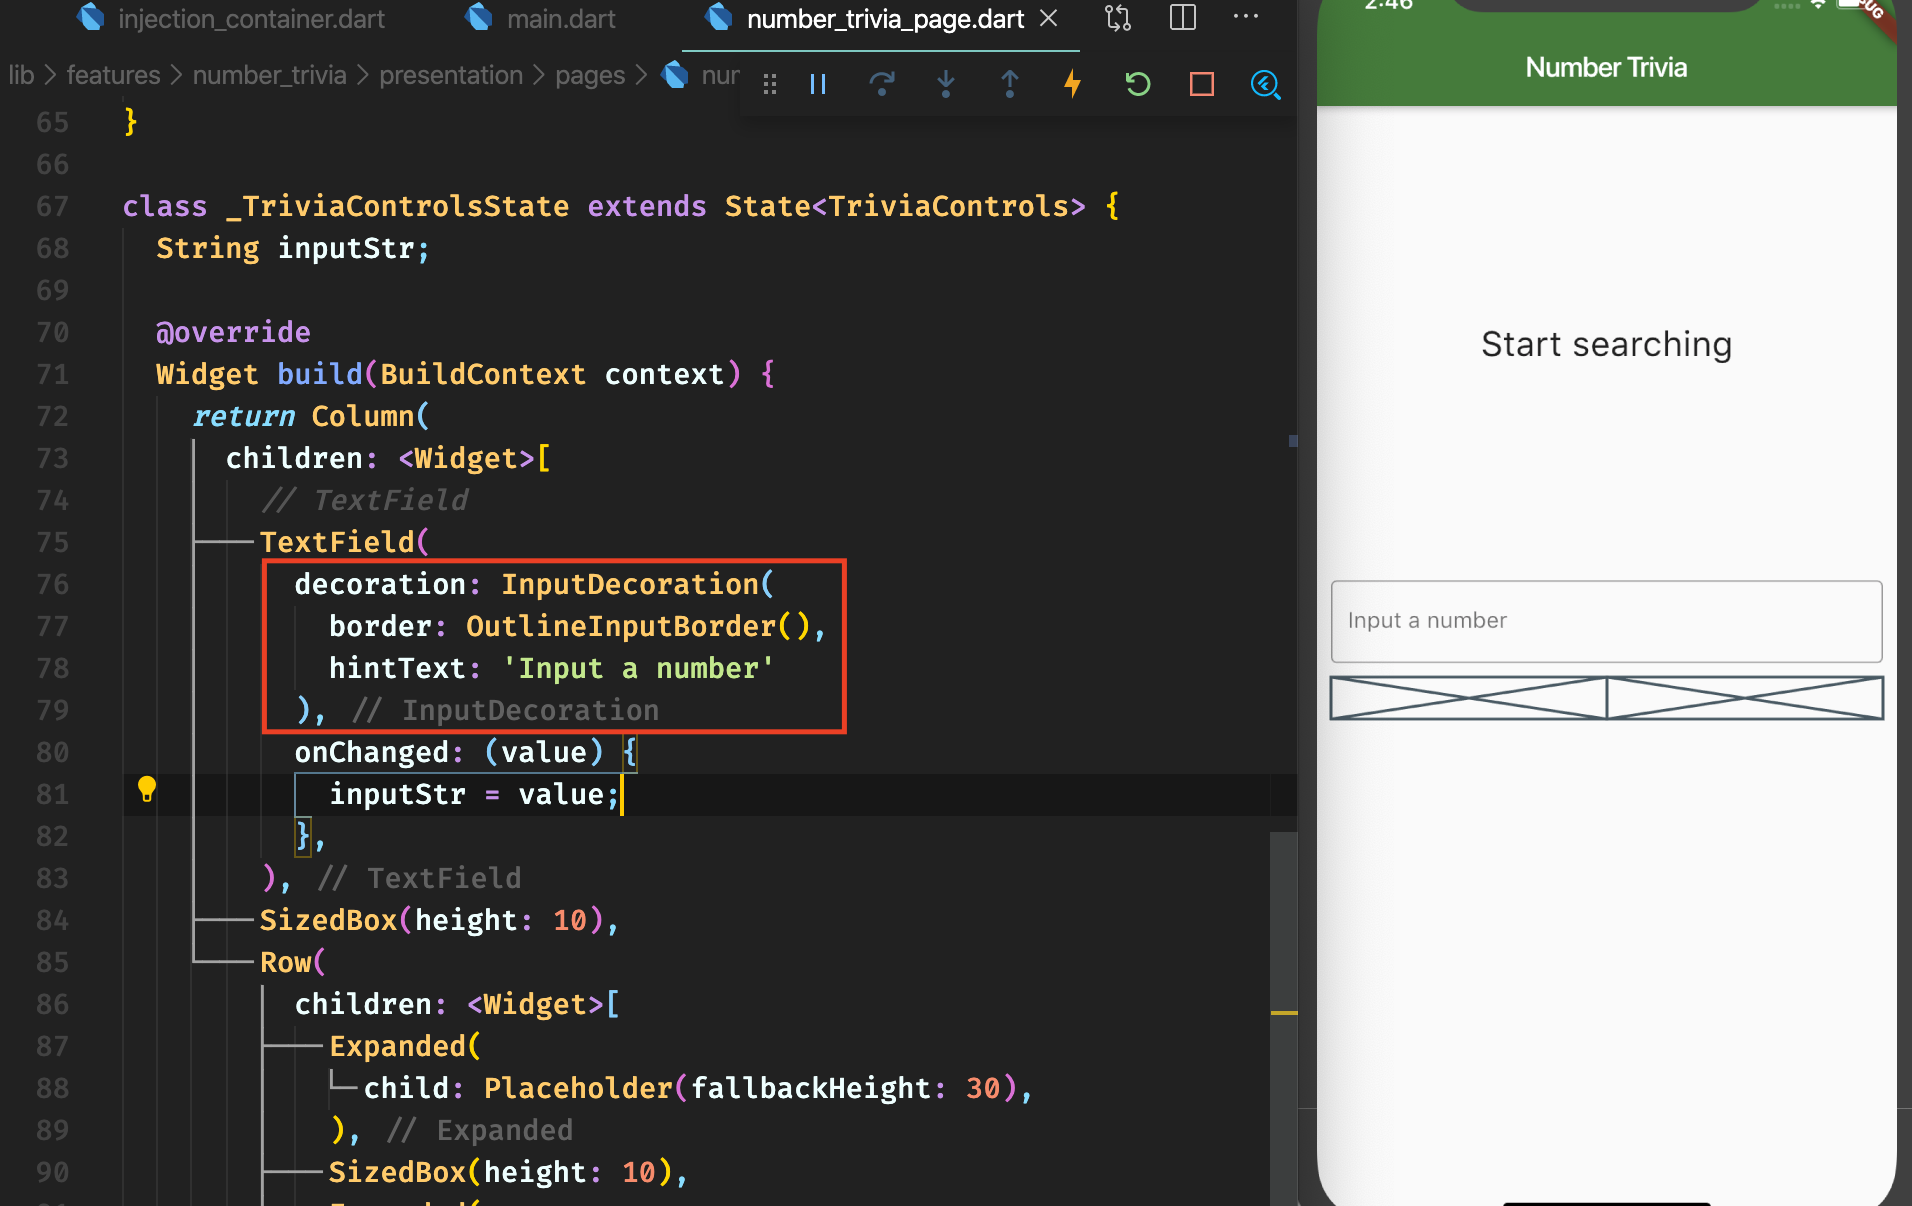 injection_container.dart main.dart number_trivia_page.dart
lib > features > number_trivia > presentation > pages >
65 }
66
67 class _TriviaControlsState extends State<TriviaControls> {
68 String inputStr;
69
70 @override
71 Widget build(BuildContext context) {
72 return Column(
73 children: <Widget>[
74 // TextField
75 TextField(
76 decoration: InputDecoration(
77 border: OutlineInputBorder(),
78 hintText: 'Input a number'
79 ), // InputDecoration
80 onChanged: (value) {
81 inputStr = value;
82 },
83 ), // TextField
84 SizedBox(height: 10),
85 Row(
86 children: <Widget>[
87 Expanded(
88 child: Placeholder(fallbackHeight: 30),
89 ), // Expanded
90 SizedBox(height: 10),
2:46
Number Trivia
Start searching
Input a number